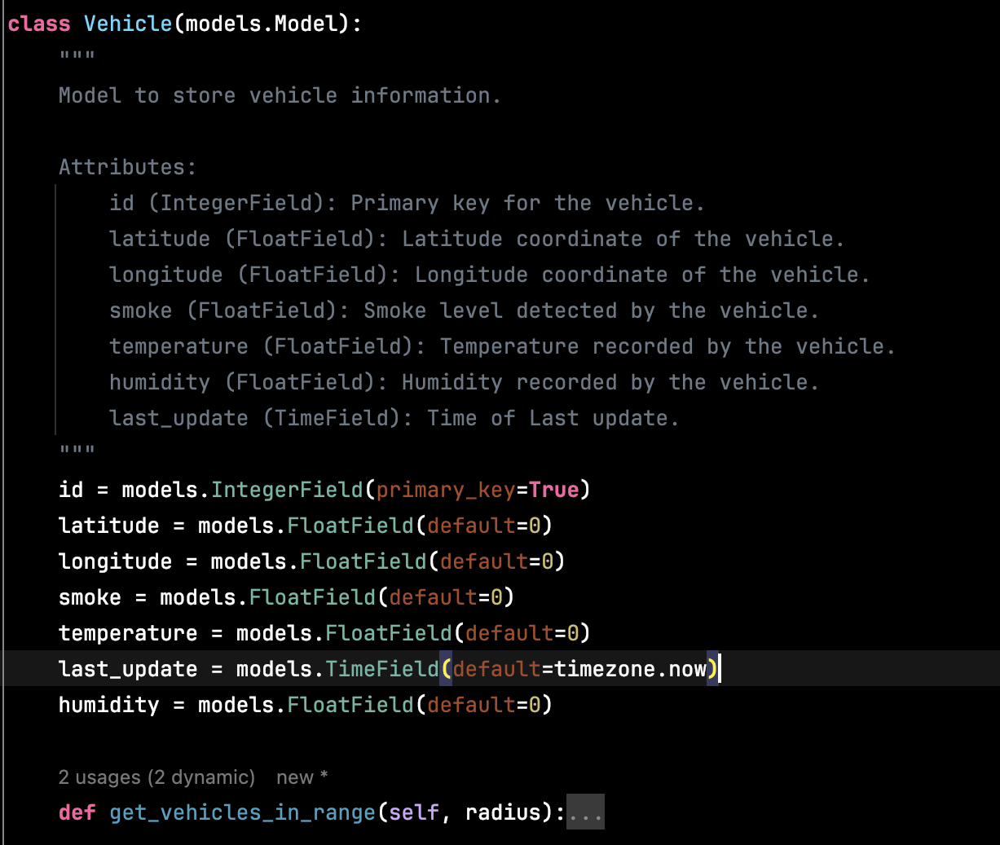 class Vehicle(models.Model):
    """
    Model to store vehicle information.

    Attributes:
        id (IntegerField): Primary key for the vehicle.
        latitude (FloatField): Latitude coordinate of the vehicle.
        longitude (FloatField): Longitude coordinate of the vehicle.
        smoke (FloatField): Smoke level detected by the vehicle.
        temperature (FloatField): Temperature recorded by the vehicle.
        humidity (FloatField): Humidity recorded by the vehicle.
        last_update (TimeField): Time of Last update.
    """
    id = models.IntegerField(primary_key=True)
    latitude = models.FloatField(default=0)
    longitude = models.FloatField(default=0)
    smoke = models.FloatField(default=0)
    temperature = models.FloatField(default=0)
    last_update = models.TimeField(default=timezone.now)
    humidity = models.FloatField(default=0)

    2 usages (2 dynamic)    new *
    def get_vehicles_in_range(self, radius):...